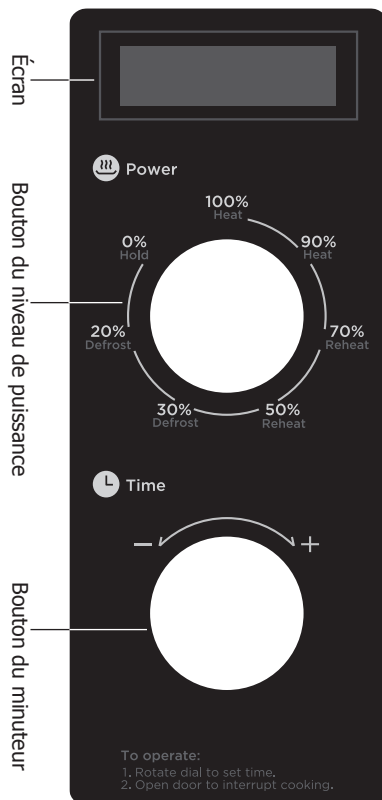 Écran
Power
100%
Heat
90%
Heat
0%
Hold
Bouton du niveau de puissance
70%
Reheat
20%
Defrost
50%
Reheat
30%
Defrost
Time
− +
Bouton du minuteur
To operate:
1. Rotate dial to set time.
2. Open door to interrupt cooking.